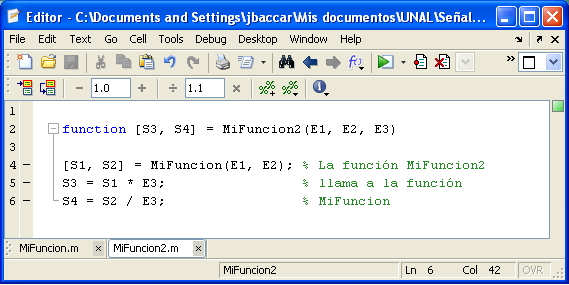 Editor - C:\Documents and Settings\jbaccar\Mis documentos\UNAL\Señal...
File Edit Text Go Cell Tools Debug Desktop Window Help
1.0 1.1
1
2 function [S3, S4] = MiFuncion2(E1, E2, E3)
3
4 [S1, S2] = MiFuncion(E1, E2); % La función MiFuncion2
5 S3 = S1 * E3; % llama a la función
6 S4 = S2 / E3; % MiFuncion
MiFuncion.m MiFuncion2.m
MiFuncion2 Ln 6 Col 42 OVR